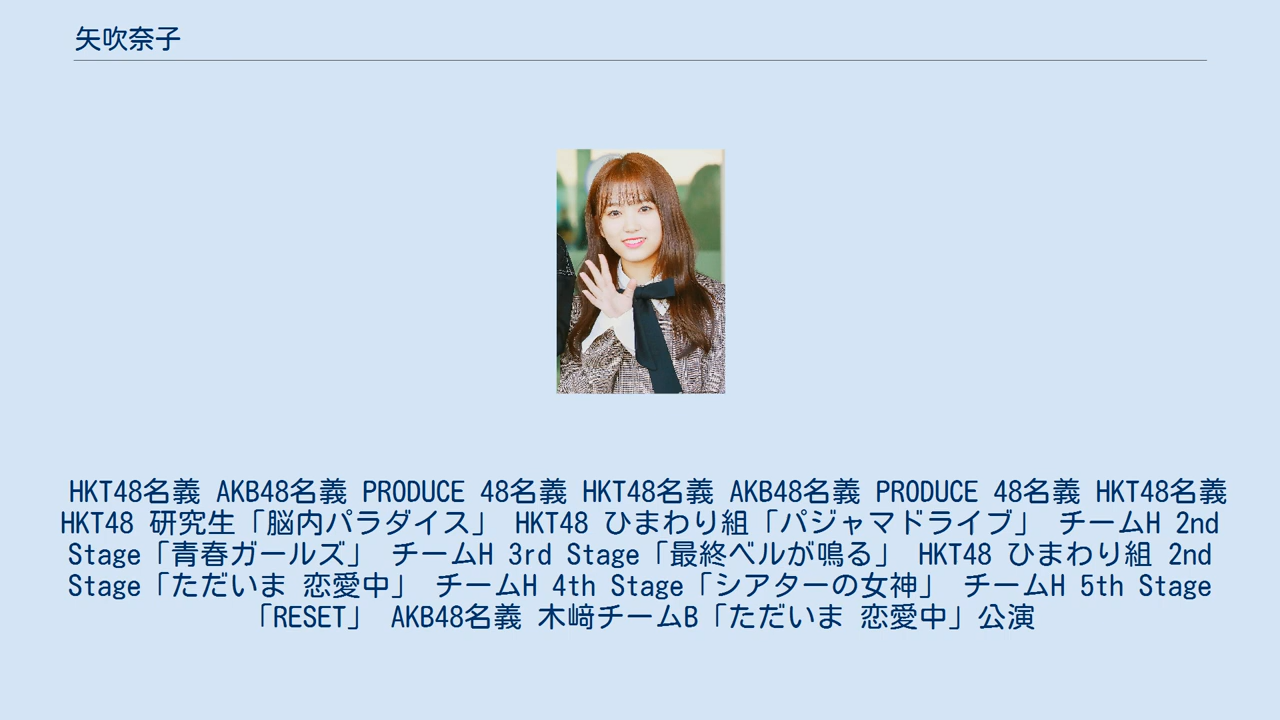 矢吹奈子
HKT48名義 AKB48名義 PRODUCE 48名義 HKT48名義 AKB48名義 PRODUCE 48名義 HKT48名義
HKT48 研究生「脳内パラダイス」 HKT48 ひまわり組「パジャマドライブ」 チームH 2nd
Stage「青春ガールズ」 チームH 3rd Stage「最終ベルが鳴る」 HKT48 ひまわり組 2nd
Stage「ただいま 恋愛中」 チームH 4th Stage「シアターの女神」 チームH 5th Stage
「RESET」 AKB48名義 木﨑チームB「ただいま 恋愛中」公演